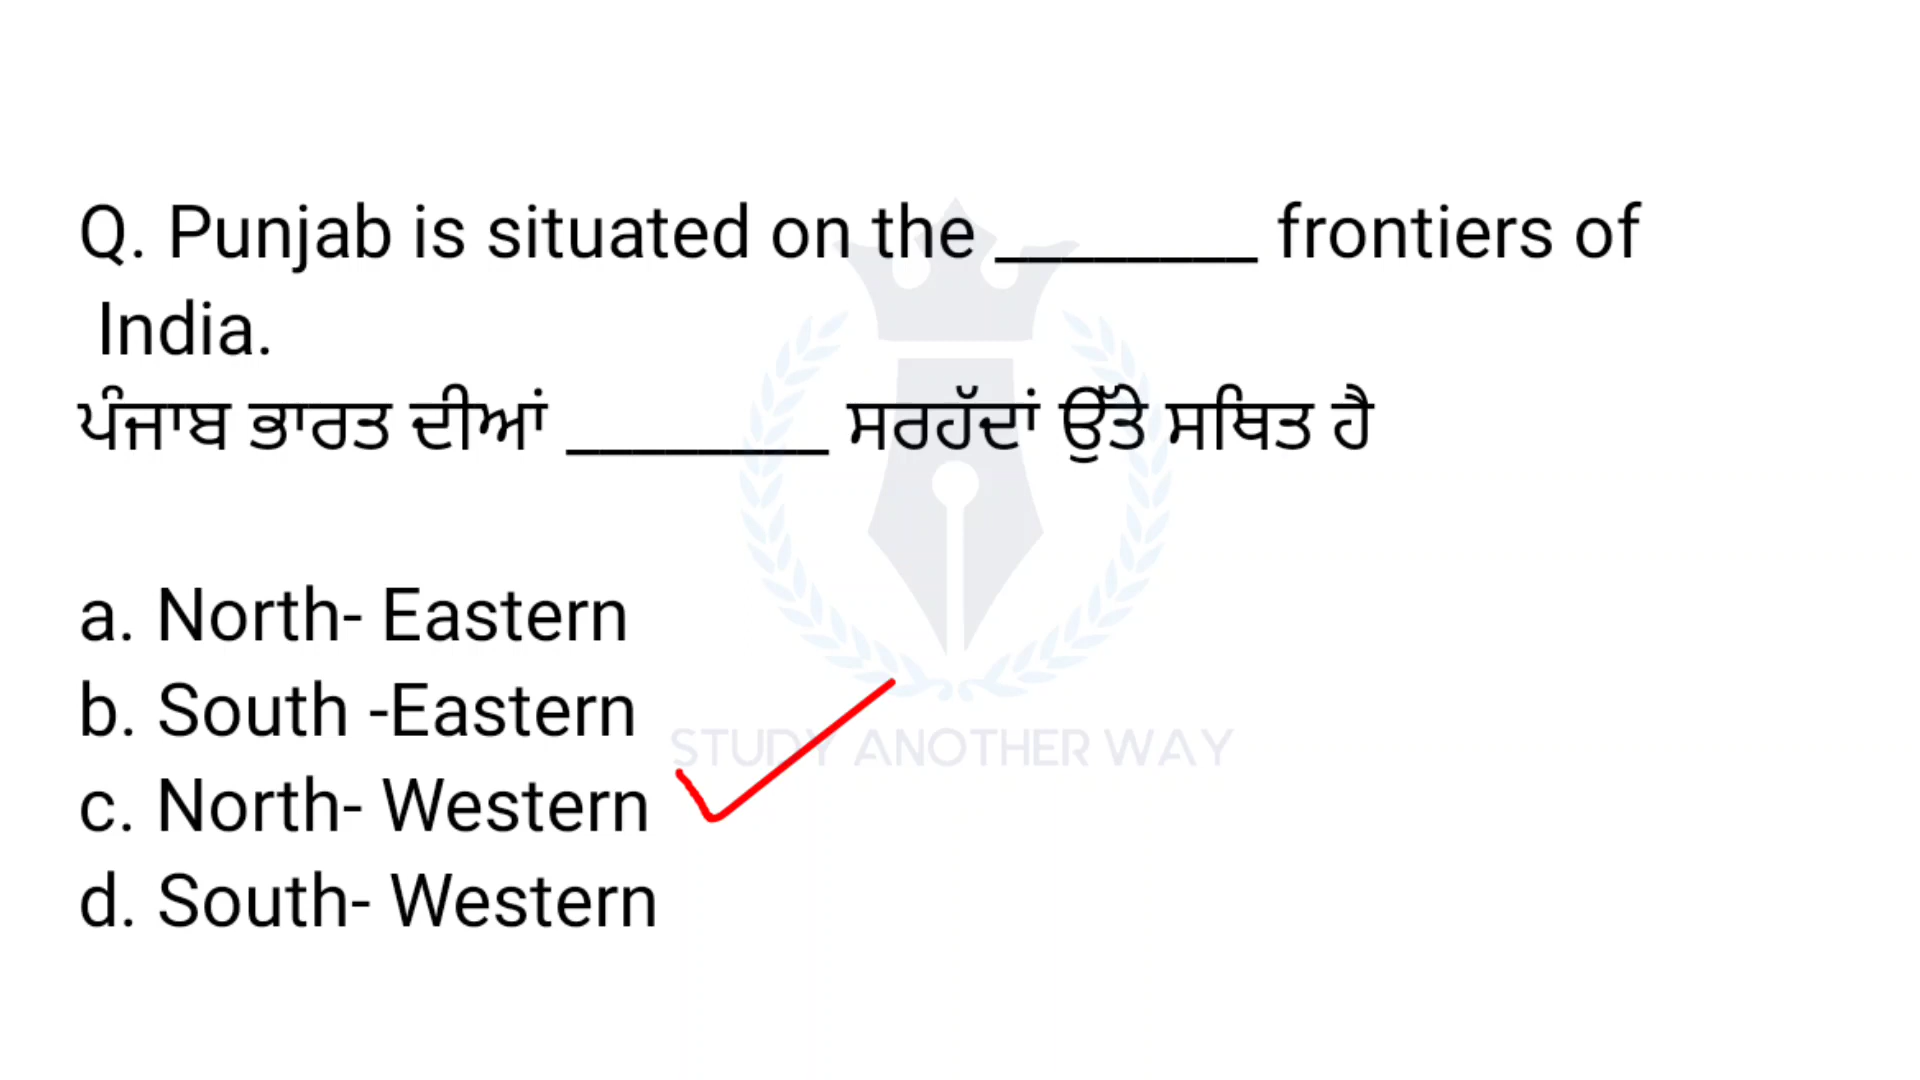 Q. Punjab is situated on the ________ frontiers of
India.
ਪੰਜਾਬ ਭਾਰਤ ਦੀਆਂ ________ ਸਰਹੱਦਾਂ ਉੱਤੇ ਸਥਿਤ ਹੈ
a. North- Eastern
b. South -Eastern
STUDY ANOTHER WAY
c. North- Western
d. South- Western